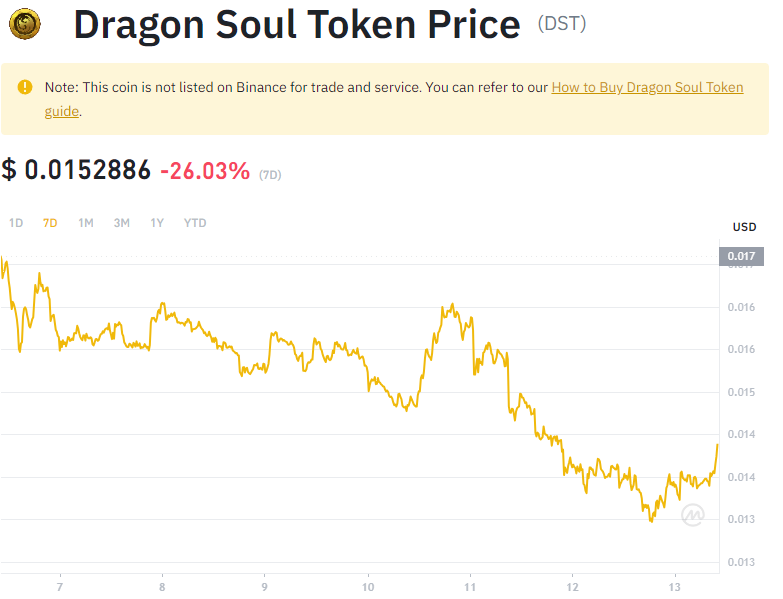 Dragon Soul Token Price (DST)
Note: This coin is not listed on Binance for trade and service. You can refer to our How to Buy Dragon Soul Token
guide.
$ 0.0152886 -26.03% (7D)
1D 7D 1M 3M 1Y YTD
USD
0.017
0.016
0.016
0.015
0.014
0.014
0.013
0.013
7 8 9 10 11 12 13